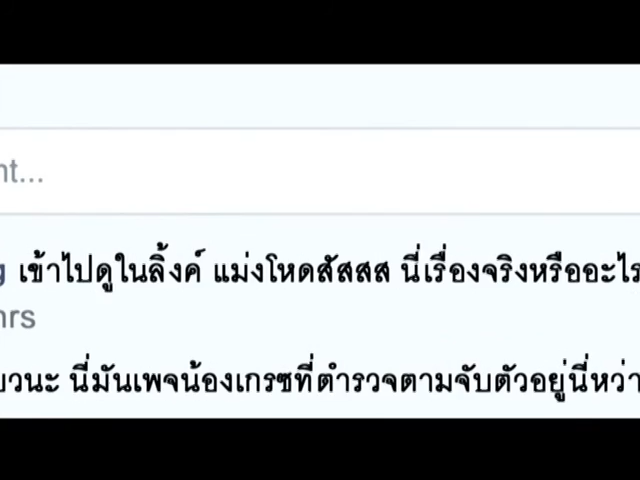 nt...
g เข้าไปดูในลิ้งค์ แม่งโหดสัสสส นี่เรื่องจริงหรืออะไร
hrs
ยวนะ นี่มันเพจน้องเกรซที่ตำรวจตามจับตัวอยู่นี่หว่า